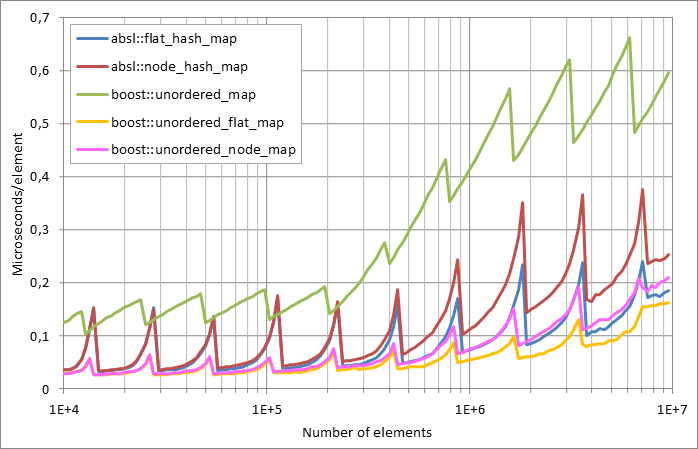 0,7
0,6
0,5
0,4
0,3
0,2
0,1
0
Microseconds/element
absl::flat_hash_map
absl::node_hash_map
boost::unordered_map
boost::unordered_flat_map
boost::unordered_node_map
1E+4 1E+5 1E+6 1E+7
Number of elements